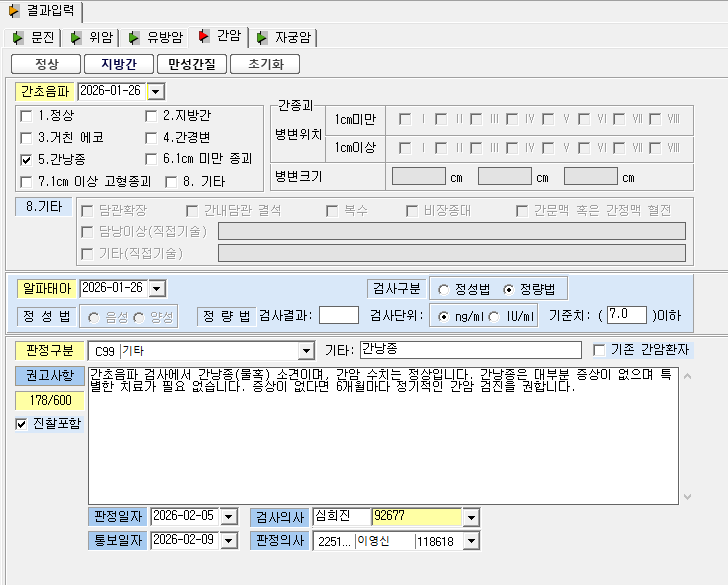 결과입력
문진 위암 유방암 간암 자궁암
정상 지방간 만성간질 초기화
간초음파 2026-01-26
1.정상 2.지방간
3.거친 에코 4.간경변
5.간낭종 6.1cm 미만 종괴
7.1cm 이상 고형종괴 8. 기타
간종괴
병변위치 1cm미만 Ⅰ Ⅱ Ⅲ Ⅳ Ⅴ Ⅵ Ⅶ Ⅷ
1cm이상 Ⅰ Ⅱ Ⅲ Ⅳ Ⅴ Ⅵ Ⅶ Ⅷ
병변크기 cm cm cm
8.기타 담관확장 간내담관 결석 복수 비장종대 간문맥 혹은 간정맥 혈전
담낭이상(직접기술)
기타(직접기술)
알파태아 2026-01-26 검사구분 정성법 정량법
정 성 법 음성 양성 정 량 법 검사결과: 검사단위: ng/ml IU/ml 기준치: ( 7.0 )이하
판정구분 C99 기타 기타: 간낭종 기존 간암환자
권고사항
178/600
진찰포함
간초음파 검사에서 간낭종(물혹) 소견이며, 간암 수치는 정상입니다. 간낭종은 대부분 증상이 없으며 특
별한 치료가 필요 없습니다. 증상이 없다면 6개월마다 정기적인 간암 검진을 권합니다.
판정일자 2026-02-05 검사의사 심희진 92677
통보일자 2026-02-09 판정의사 2251... 이영신 118618